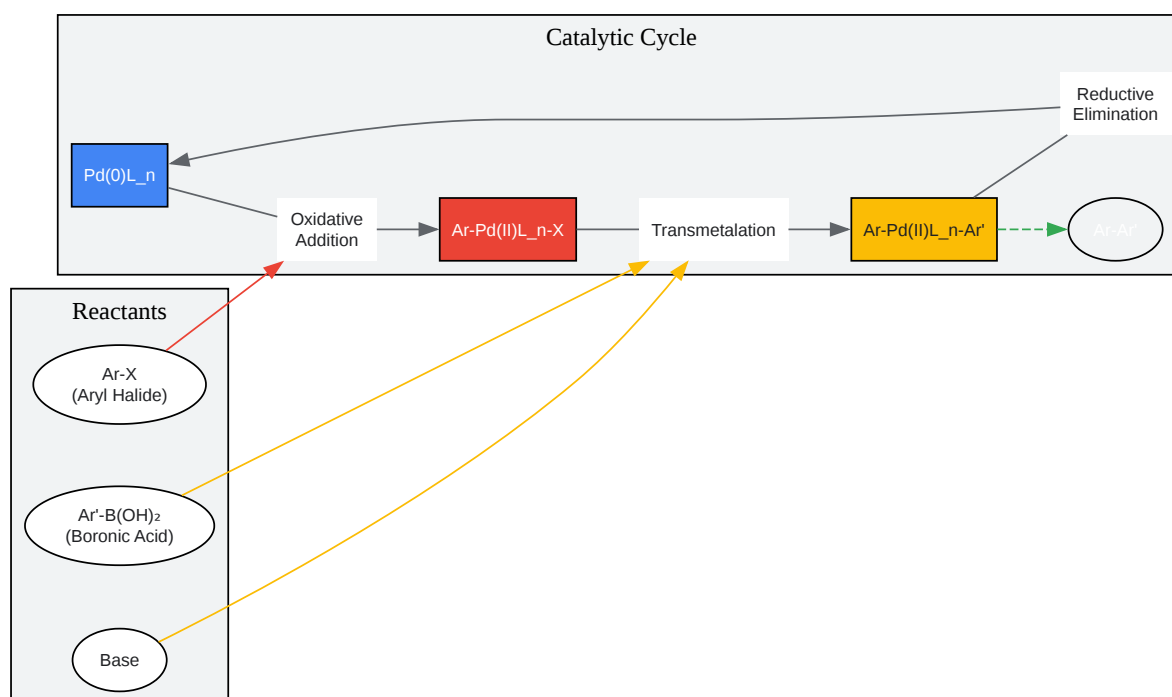 Catalytic Cycle
Reductive
Elimination
Pd(0)L_n
Oxidative
Addition
Ar-Pd(II)L_n-X
Transmetalation
Ar-Pd(II)L_n-Ar'
Ar-Ar'
Reactants
Ar-X
(Aryl Halide)
Ar'-B(OH)₂
(Boronic Acid)
Base